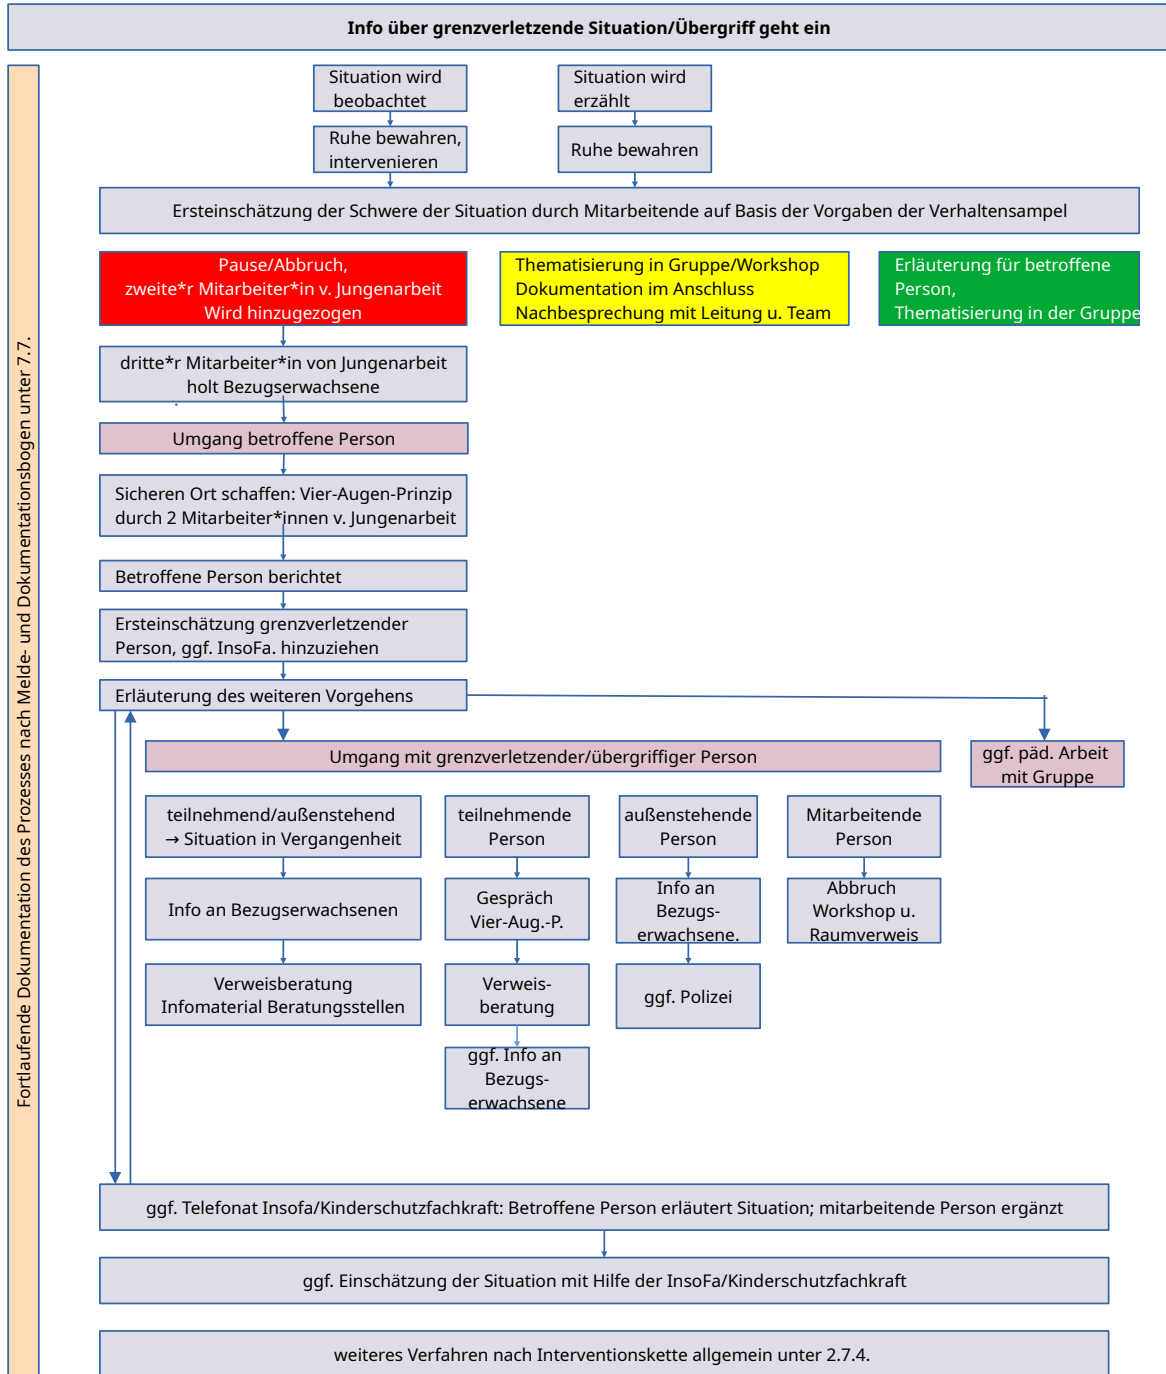 Info über grenzverletzende Situation/Übergriff geht ein
Fortlaufende Dokumentation des Prozesses nach Melde- und Dokumentationsbogen unter 7.7.
Situation wird
beobachtet
Situation wird
erzählt
Ruhe bewahren,
intervenieren
Ruhe bewahren
Ersteinschätzung der Schwere der Situation durch Mitarbeitende auf Basis der Vorgaben der Verhaltensampel
Pause/Abbruch,
zweite*r Mitarbeiter*in v. Jungenarbeit
Wird hinzugezogen
Thematisierung in Gruppe/Workshop
Dokumentation im Anschluss
Nachbesprechung mit Leitung u. Team
Erläuterung für betroffene
Person,
Thematisierung in der Gruppe
dritte*r Mitarbeiter*in von Jungenarbeit
holt Bezugserwachsene
Umgang betroffene Person
Sicheren Ort schaffen: Vier-Augen-Prinzip
durch 2 Mitarbeiter*innen v. Jungenarbeit
Betroffene Person berichtet
Ersteinschätzung grenzverletzender
Person, ggf. InsoFa. hinzuziehen
Erläuterung des weiteren Vorgehens
Umgang mit grenzverletzender/übergriffiger Person
ggf. päd. Arbeit
mit Gruppe
teilnehmend/außenstehend
→ Situation in Vergangenheit
Info an Bezugserwachsenen
Verweisberatung
Infomaterial Beratungsstellen
teilnehmende
Person
Gespräch
Vier-Aug.-P.
Verweis-
beratung
ggf. Info an
Bezugs-
erwachsene
außenstehende
Person
Info an
Bezugs-
erwachsene.
ggf. Polizei
Mitarbeitende
Person
Abbruch
Workshop u.
Raumverweis
ggf. Telefonat Insofa/Kinderschutzfachkraft: Betroffene Person erläutert Situation; mitarbeitende Person ergänzt
ggf. Einschätzung der Situation mit Hilfe der InsoFa/Kinderschutzfachkraft
weiteres Verfahren nach Interventionskette allgemein unter 2.7.4.